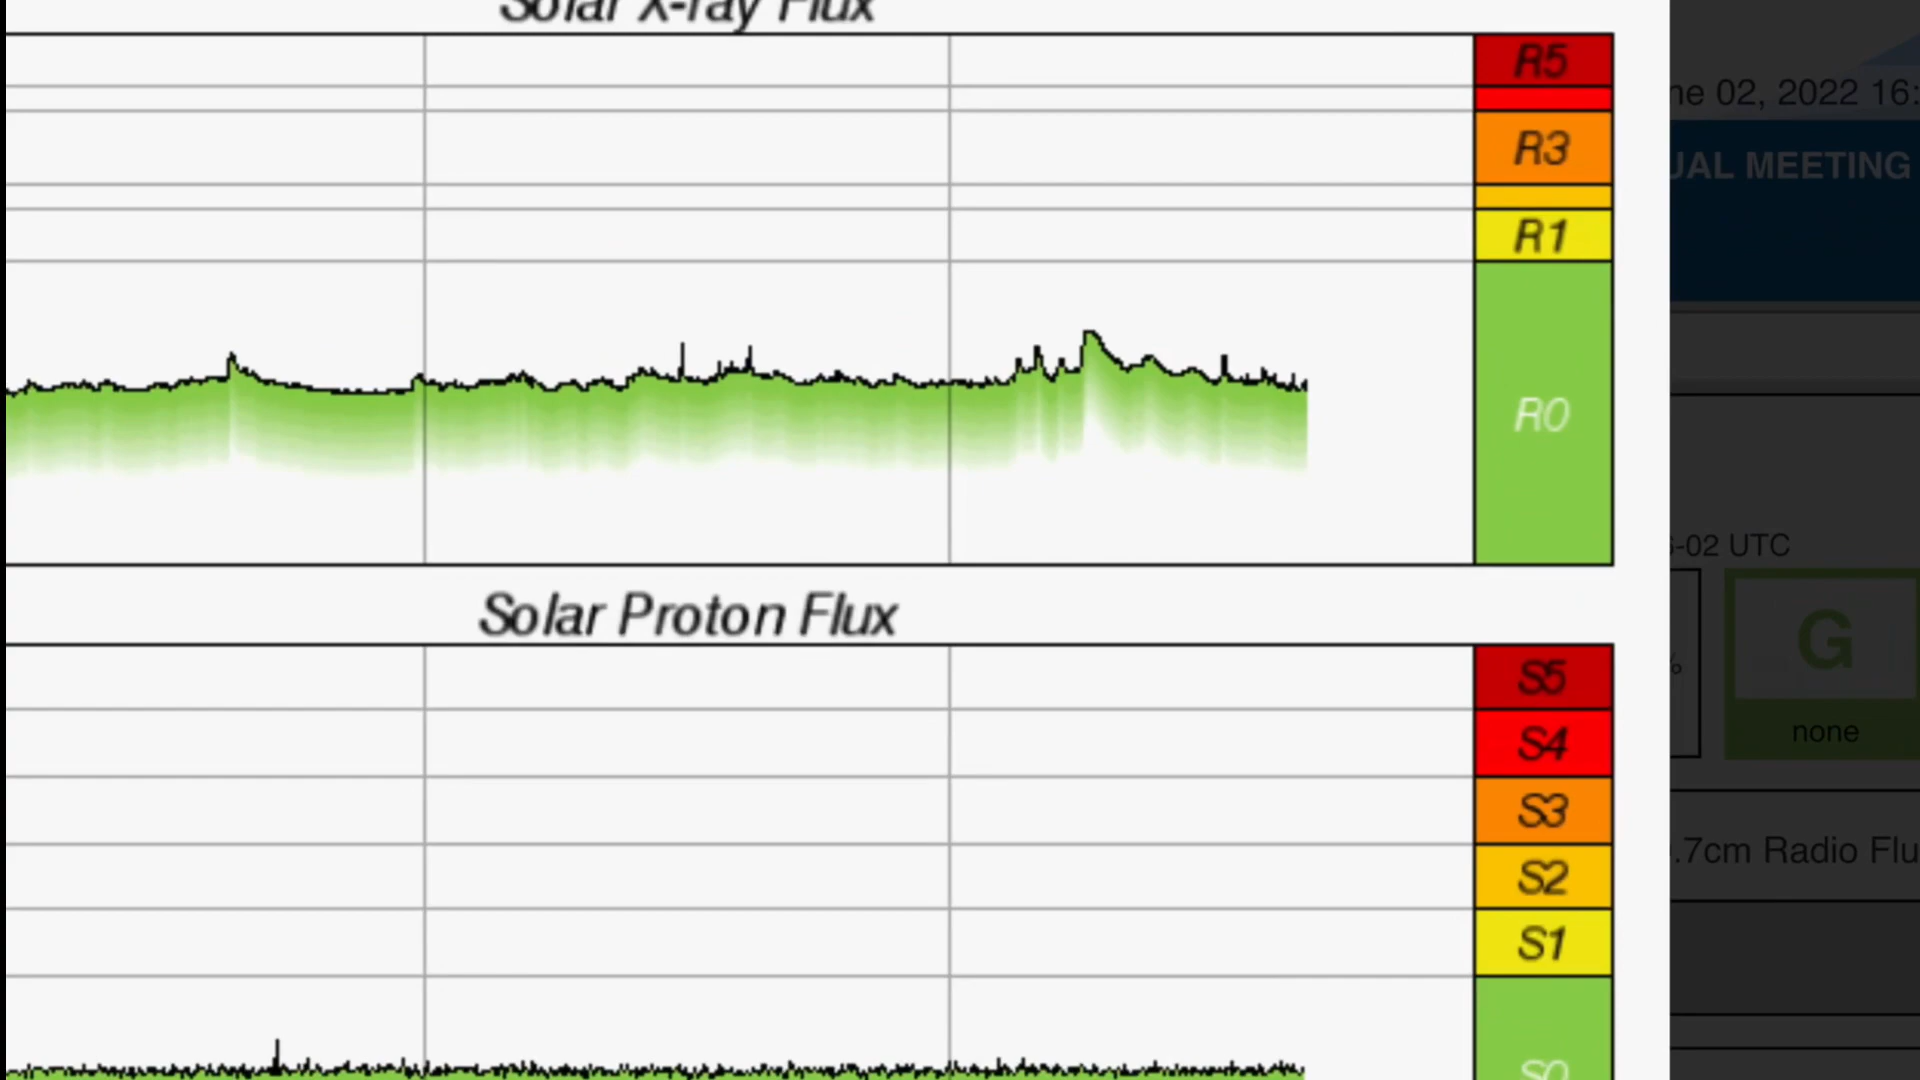 Solar X-ray Flux
R5
R3
R1
R0
Solar Proton Flux
S5
S4
S3
S2
S1
S0
ne 02, 2022 16:
UAL MEETING
-02 UTC
%
G
none
.7cm Radio Flu